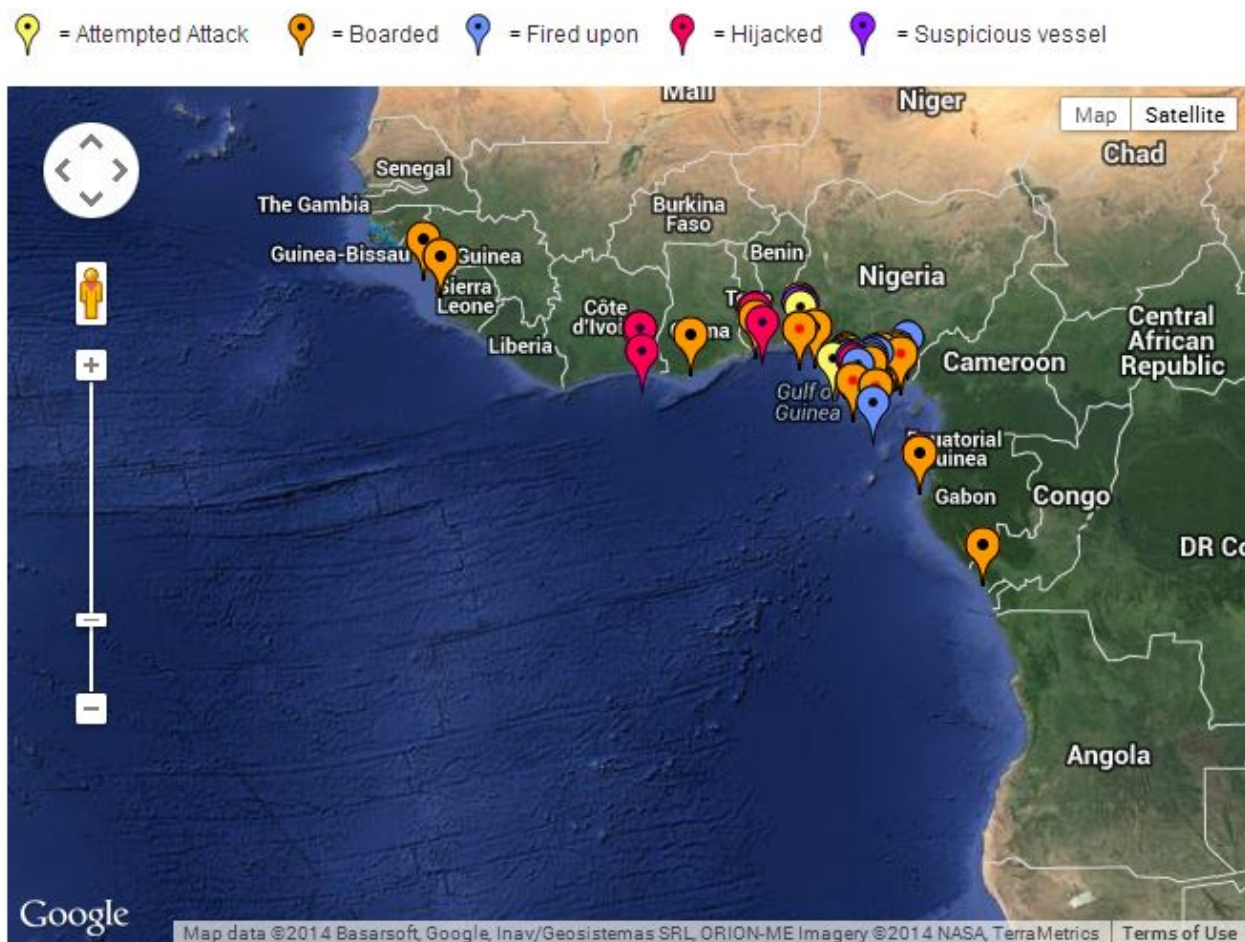 = Attempted Attack = Boarded = Fired upon = Hijacked = Suspicious vessel
Mali
Niger
Map Satellite
Chad
Senegal
The Gambia
Burkina
Faso
Guinea-Bissau
Guinea
Benin
Nigeria
Sierra
Leone
Côte
d'Ivoi
Liberia
Central
African
Republic
Cameroon
Gulf of
Guinea
Equatorial
Guinea
Gabon
Congo
DR Co
Angola
Google
Map data ©2014 Basarsoft, Google, Inav/Geosistemas SRL, ORION-ME Imagery ©2014 NASA, TerraMetrics Terms of Use